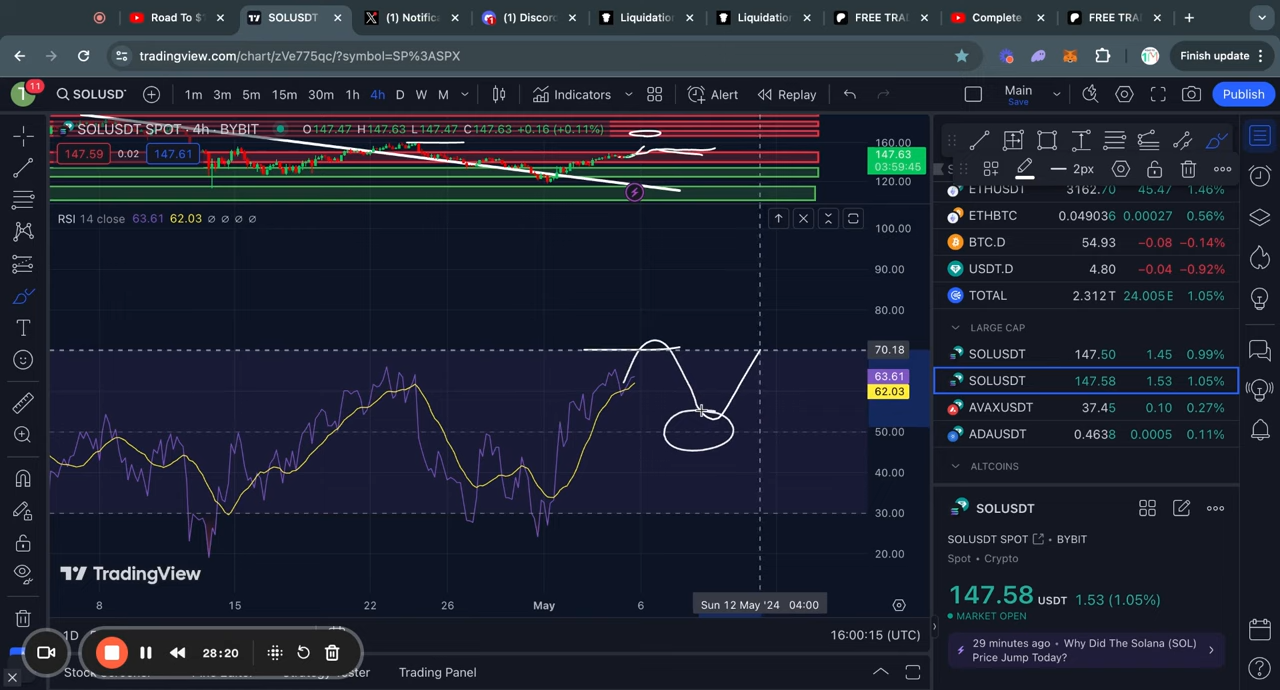 Road To $
SOLUSDT
(1) Notifica
(1) Discor
Liquidation
Liquidation
FREE TRA
Complete
FREE TRA
tradingview.com/chart/zVe775qc/?symbol=SP%3ASPX
Finish update
11
SOLUSD
1m 3m 5m 15m 30m 1h 4h D W M
Indicators
Alert
Replay
Main
Save
Publish
SOLUSDT SPOT · 4h · BYBIT
O147.47 H147.63 L147.47 C147.63 +0.16 (+0.11%)
147.59 0.02 147.61
160.00
147.63
03:59:45
120.00
2px
RSI 14 close 63.61 62.03 ∅ ∅ ∅ ∅
100.00
90.00
80.00
70.18
63.61
62.03
50.00
40.00
30.00
20.00
ETHUSDT 3162.70 45.47 1.46%
ETHBTC 0.049036 0.00027 0.56%
BTC.D 54.93 −0.08 −0.14%
USDT.D 4.80 −0.04 −0.92%
TOTAL 2.312T 24.005E 1.05%
LARGE CAP
SOLUSDT 147.50 1.45 0.99%
SOLUSDT 147.58 1.53 1.05%
AVAXUSDT 37.45 0.10 0.27%
ADAUSDT 0.4638 0.0005 0.11%
ALTCOINS
SOLUSDT
SOLUSDT SPOT • BYBIT
Spot • Crypto
147.58 USDT 1.53 (1.05%)
MARKET OPEN
29 minutes ago • Why Did The Solana (SOL) Price Jump Today?
TradingView
8 15 22 26 May 6
Sun 12 May '24 04:00
1D
16:00:15 (UTC)
28:20
Trading Panel